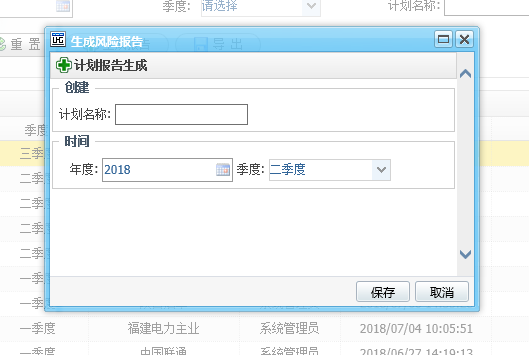 季度: 请选择 计划名称:
重 置 导 出
生成风险报告
计划报告生成
创建
计划名称:
时间
年度: 2018 季度: 二季度
保存 取消
季度
三季
二季
二季
二季
二季
一季
一季
一季度 福建电力主业 系统管理员 2018/07/04 10:05:51
一季度 中国联通 系统管理员 2018/06/27 14:19:13